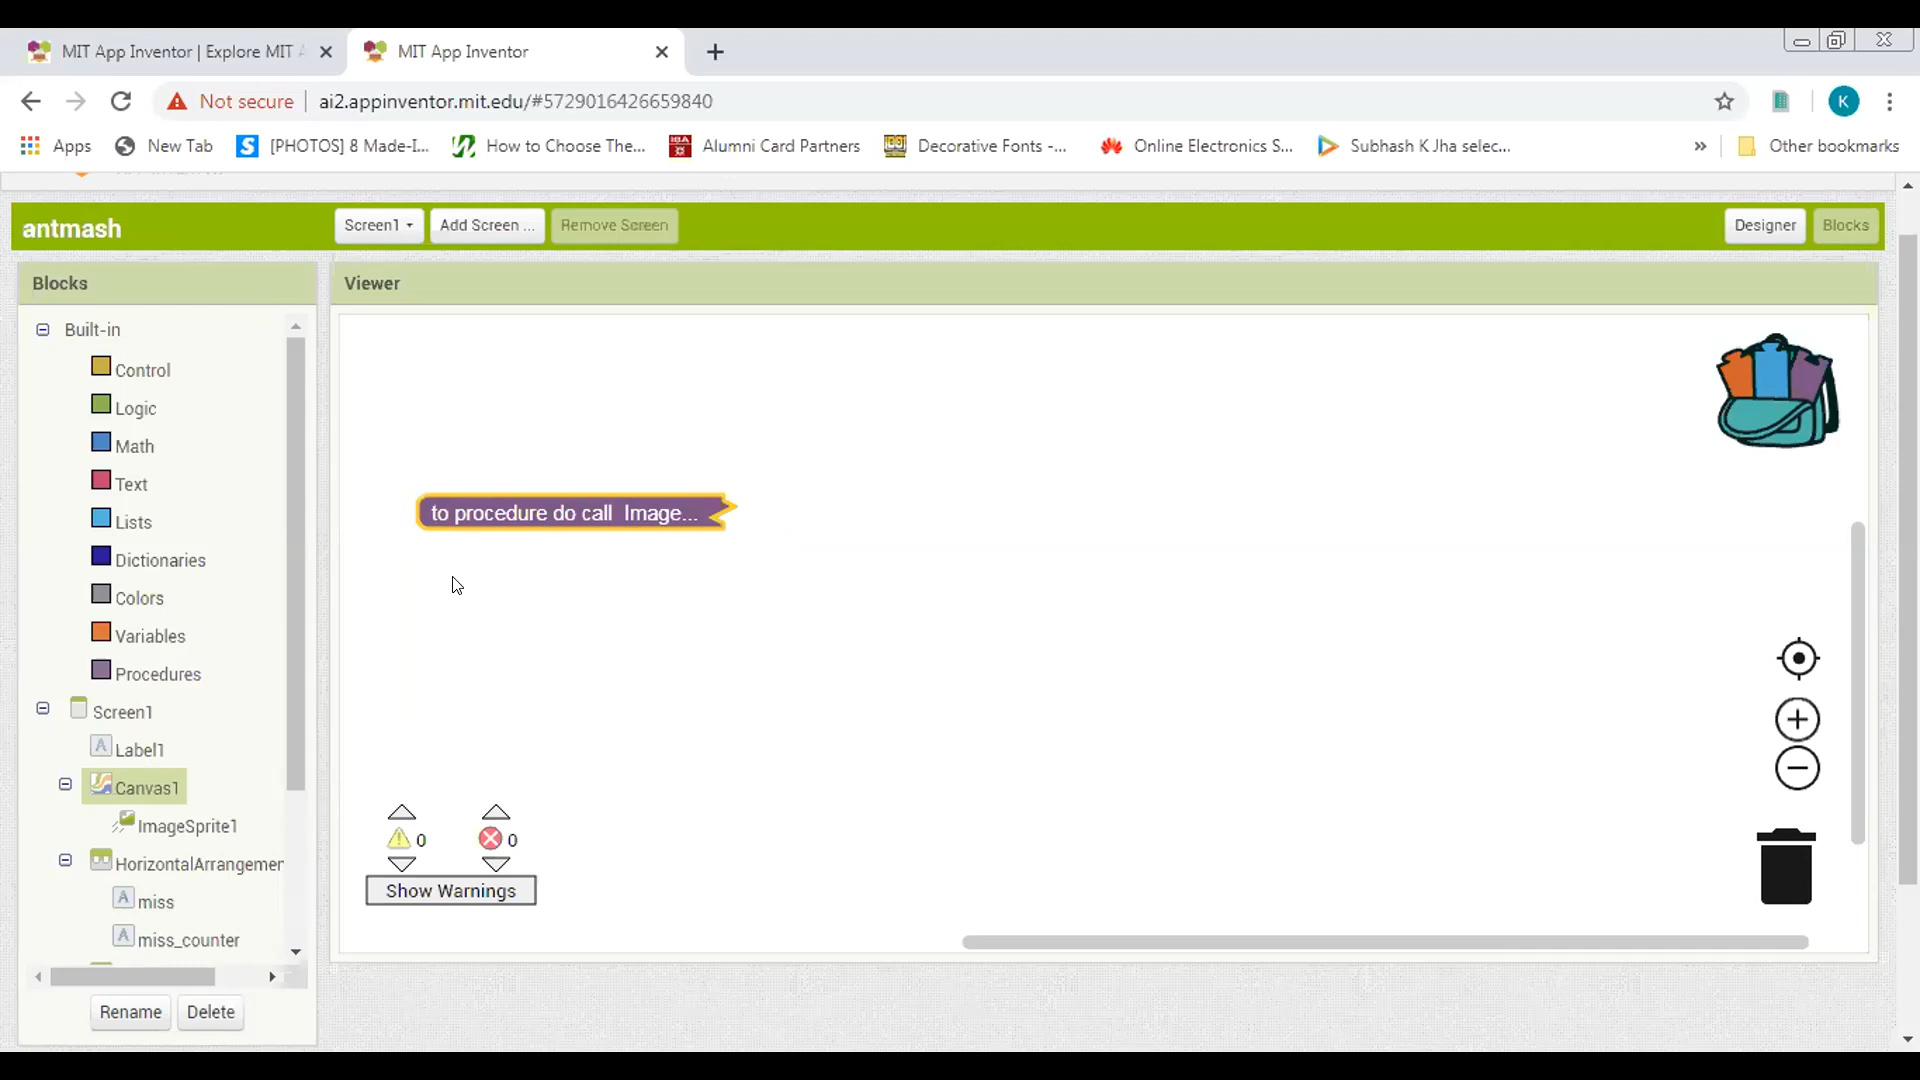 MIT App Inventor | Explore MIT A
MIT App Inventor
Not secure
ai2.appinventor.mit.edu/#5729016426659840
K
Apps
New Tab
[PHOTOS] 8 Made-I...
How to Choose The...
Alumni Card Partners
Decorative Fonts -...
Online Electronics S...
Subhash K Jha selec...
»
Other bookmarks
antmash
Screen1
Add Screen ...
Remove Screen
Designer
Blocks
Blocks
Viewer
Built-in
Control
Logic
Math
Text
Lists
Dictionaries
Colors
Variables
Procedures
Screen1
Label1
Canvas1
ImageSprite1
HorizontalArrangemen
miss
miss_counter
Rename
Delete
to procedure do call Image...
0
0
Show Warnings